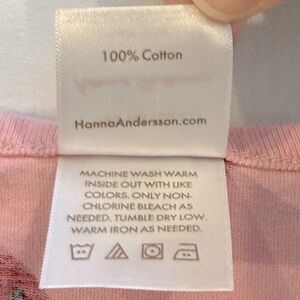 100% Cotton
HannaAndersson.com
MACHINE WASH WARM
INSIDE OUT WITH LIKE
COLORS. ONLY NON-
CHLORINE BLEACH AS
NEEDED. TUMBLE DRY LOW.
WARM IRON AS NEEDED.